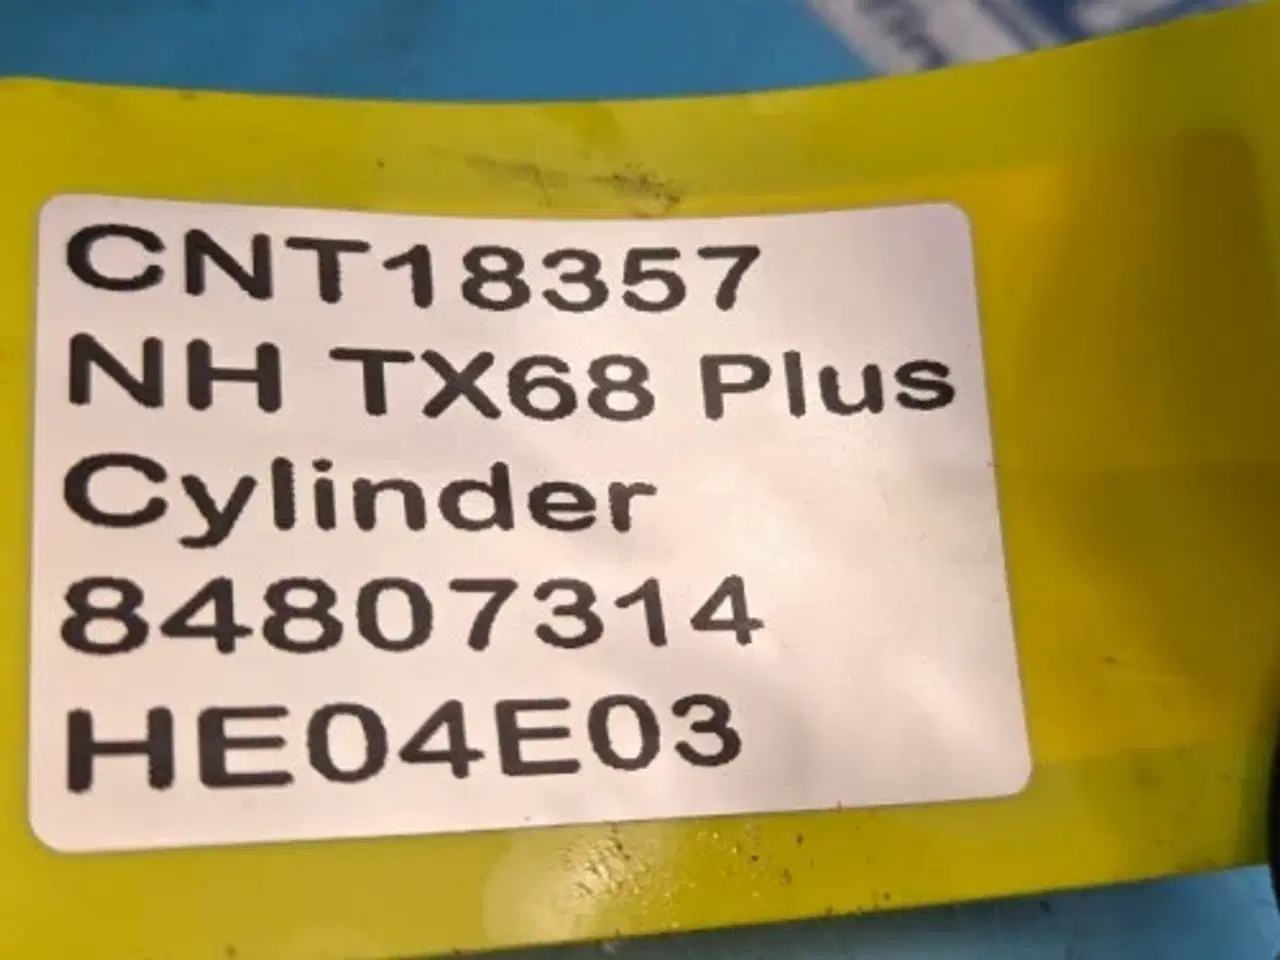 CNT18357
NH TX68 Plus
Cylinder
84807314
HE04E03